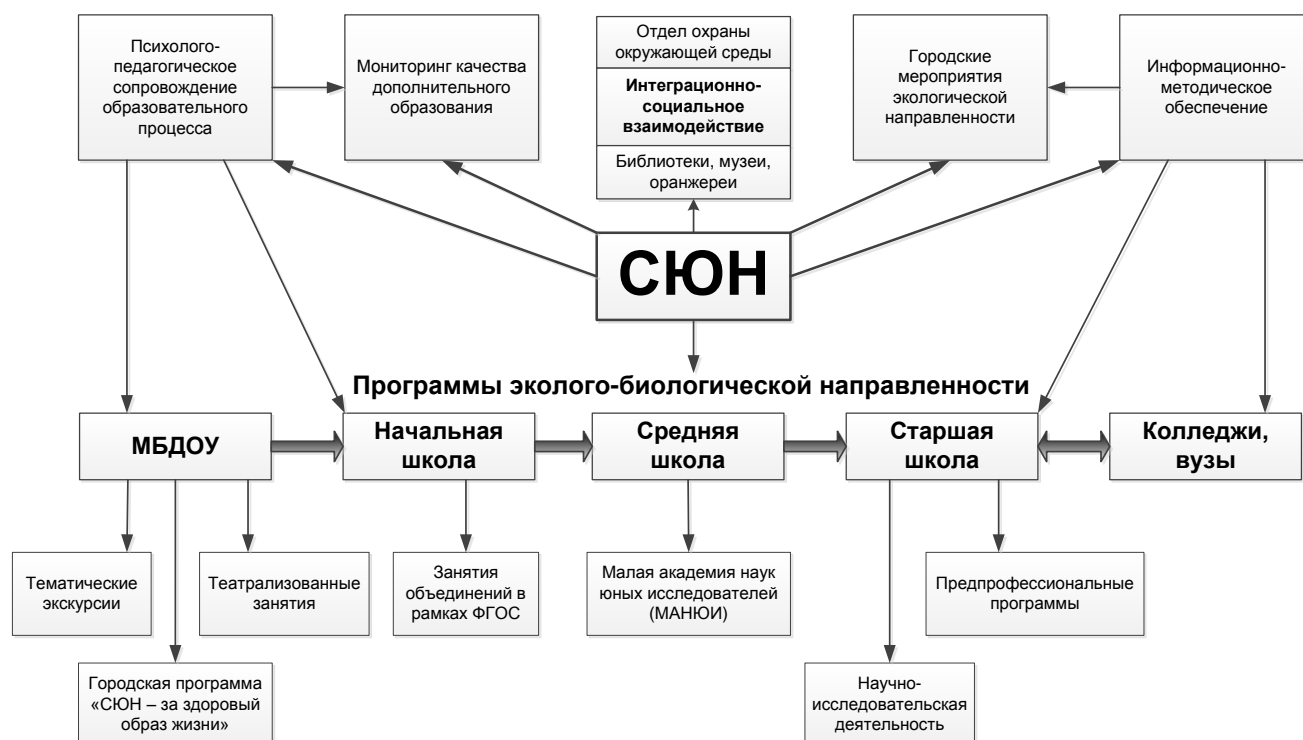 Психолого-
педагогическое
сопровождение
образовательного
процесса
Мониторинг качества
дополнительного
образования
Отдел охраны
окружающей среды
Интеграционно-
социальное
взаимодействие
Библиотеки, музеи,
оранжереи
Городские
мероприятия
экологической
направленности
Информационно-
методическое
обеспечение
СЮН
Программы эколого-биологической направленности
МБДОУ
Начальная
школа
Средняя
школа
Старшая
школа
Колледжи,
вузы
Тематические
экскурсии
Театрализованные
занятия
Занятия
объединений в
рамках ФГОС
Малая академия наук
юных исследователей
(МАНЮИ)
Предпрофессиональные
программы
Городская программа
«СЮН – за здоровый
образ жизни»
Научно-
исследовательская
деятельность